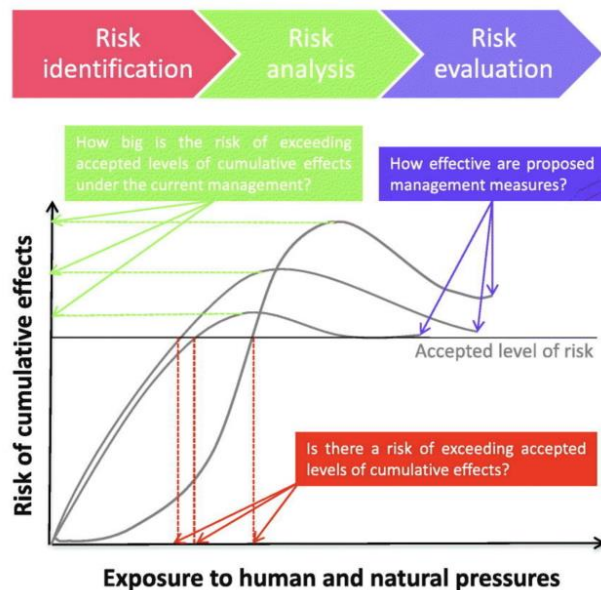 Risk
identification
Risk
analysis
Risk
evaluation
How big is the risk of exceeding
accepted levels of cumulative effects
under the current management?
How effective are proposed
management measures?
Risk of cumulative effects
Accepted level of risk
Is there a risk of exceeding accepted
levels of cumulative effects?
Exposure to human and natural pressures